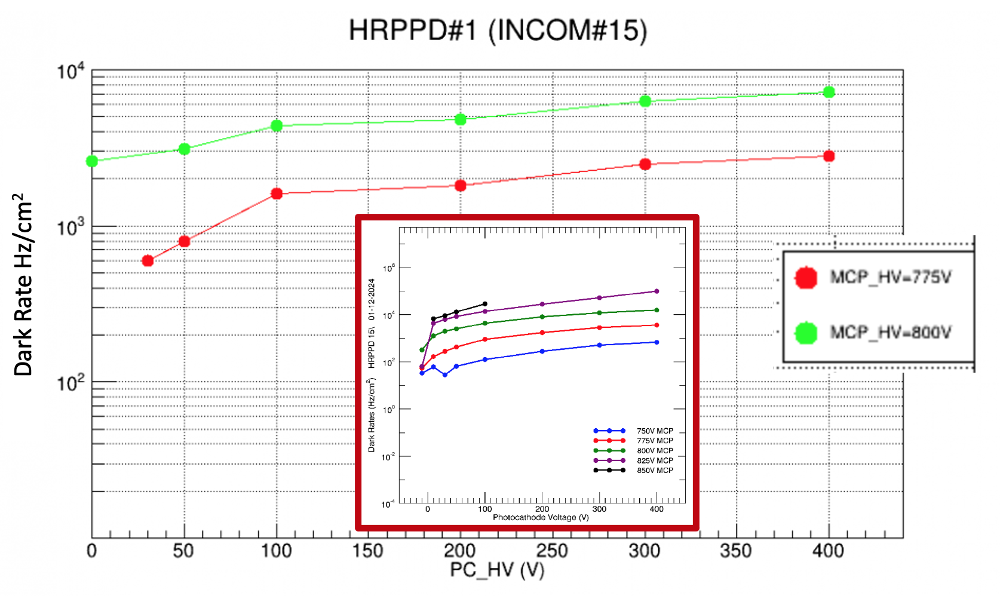 HRPPD#1 (INCOM#15)
Dark Rate Hz/cm²
10⁴
10³
10²
0 50 100 150 200 250 300 350 400
PC_HV (V)
MCP_HV=775V
MCP_HV=800V
Dark Rates (Hz/cm²) HRPPD 15\ 01-12-2024
10⁶
10⁴
10²
10⁰
10⁻²
10⁻⁴
750V MCP
775V MCP
800V MCP
825V MCP
850V MCP
0 100 200 300 400
Photocathode Voltage (V)